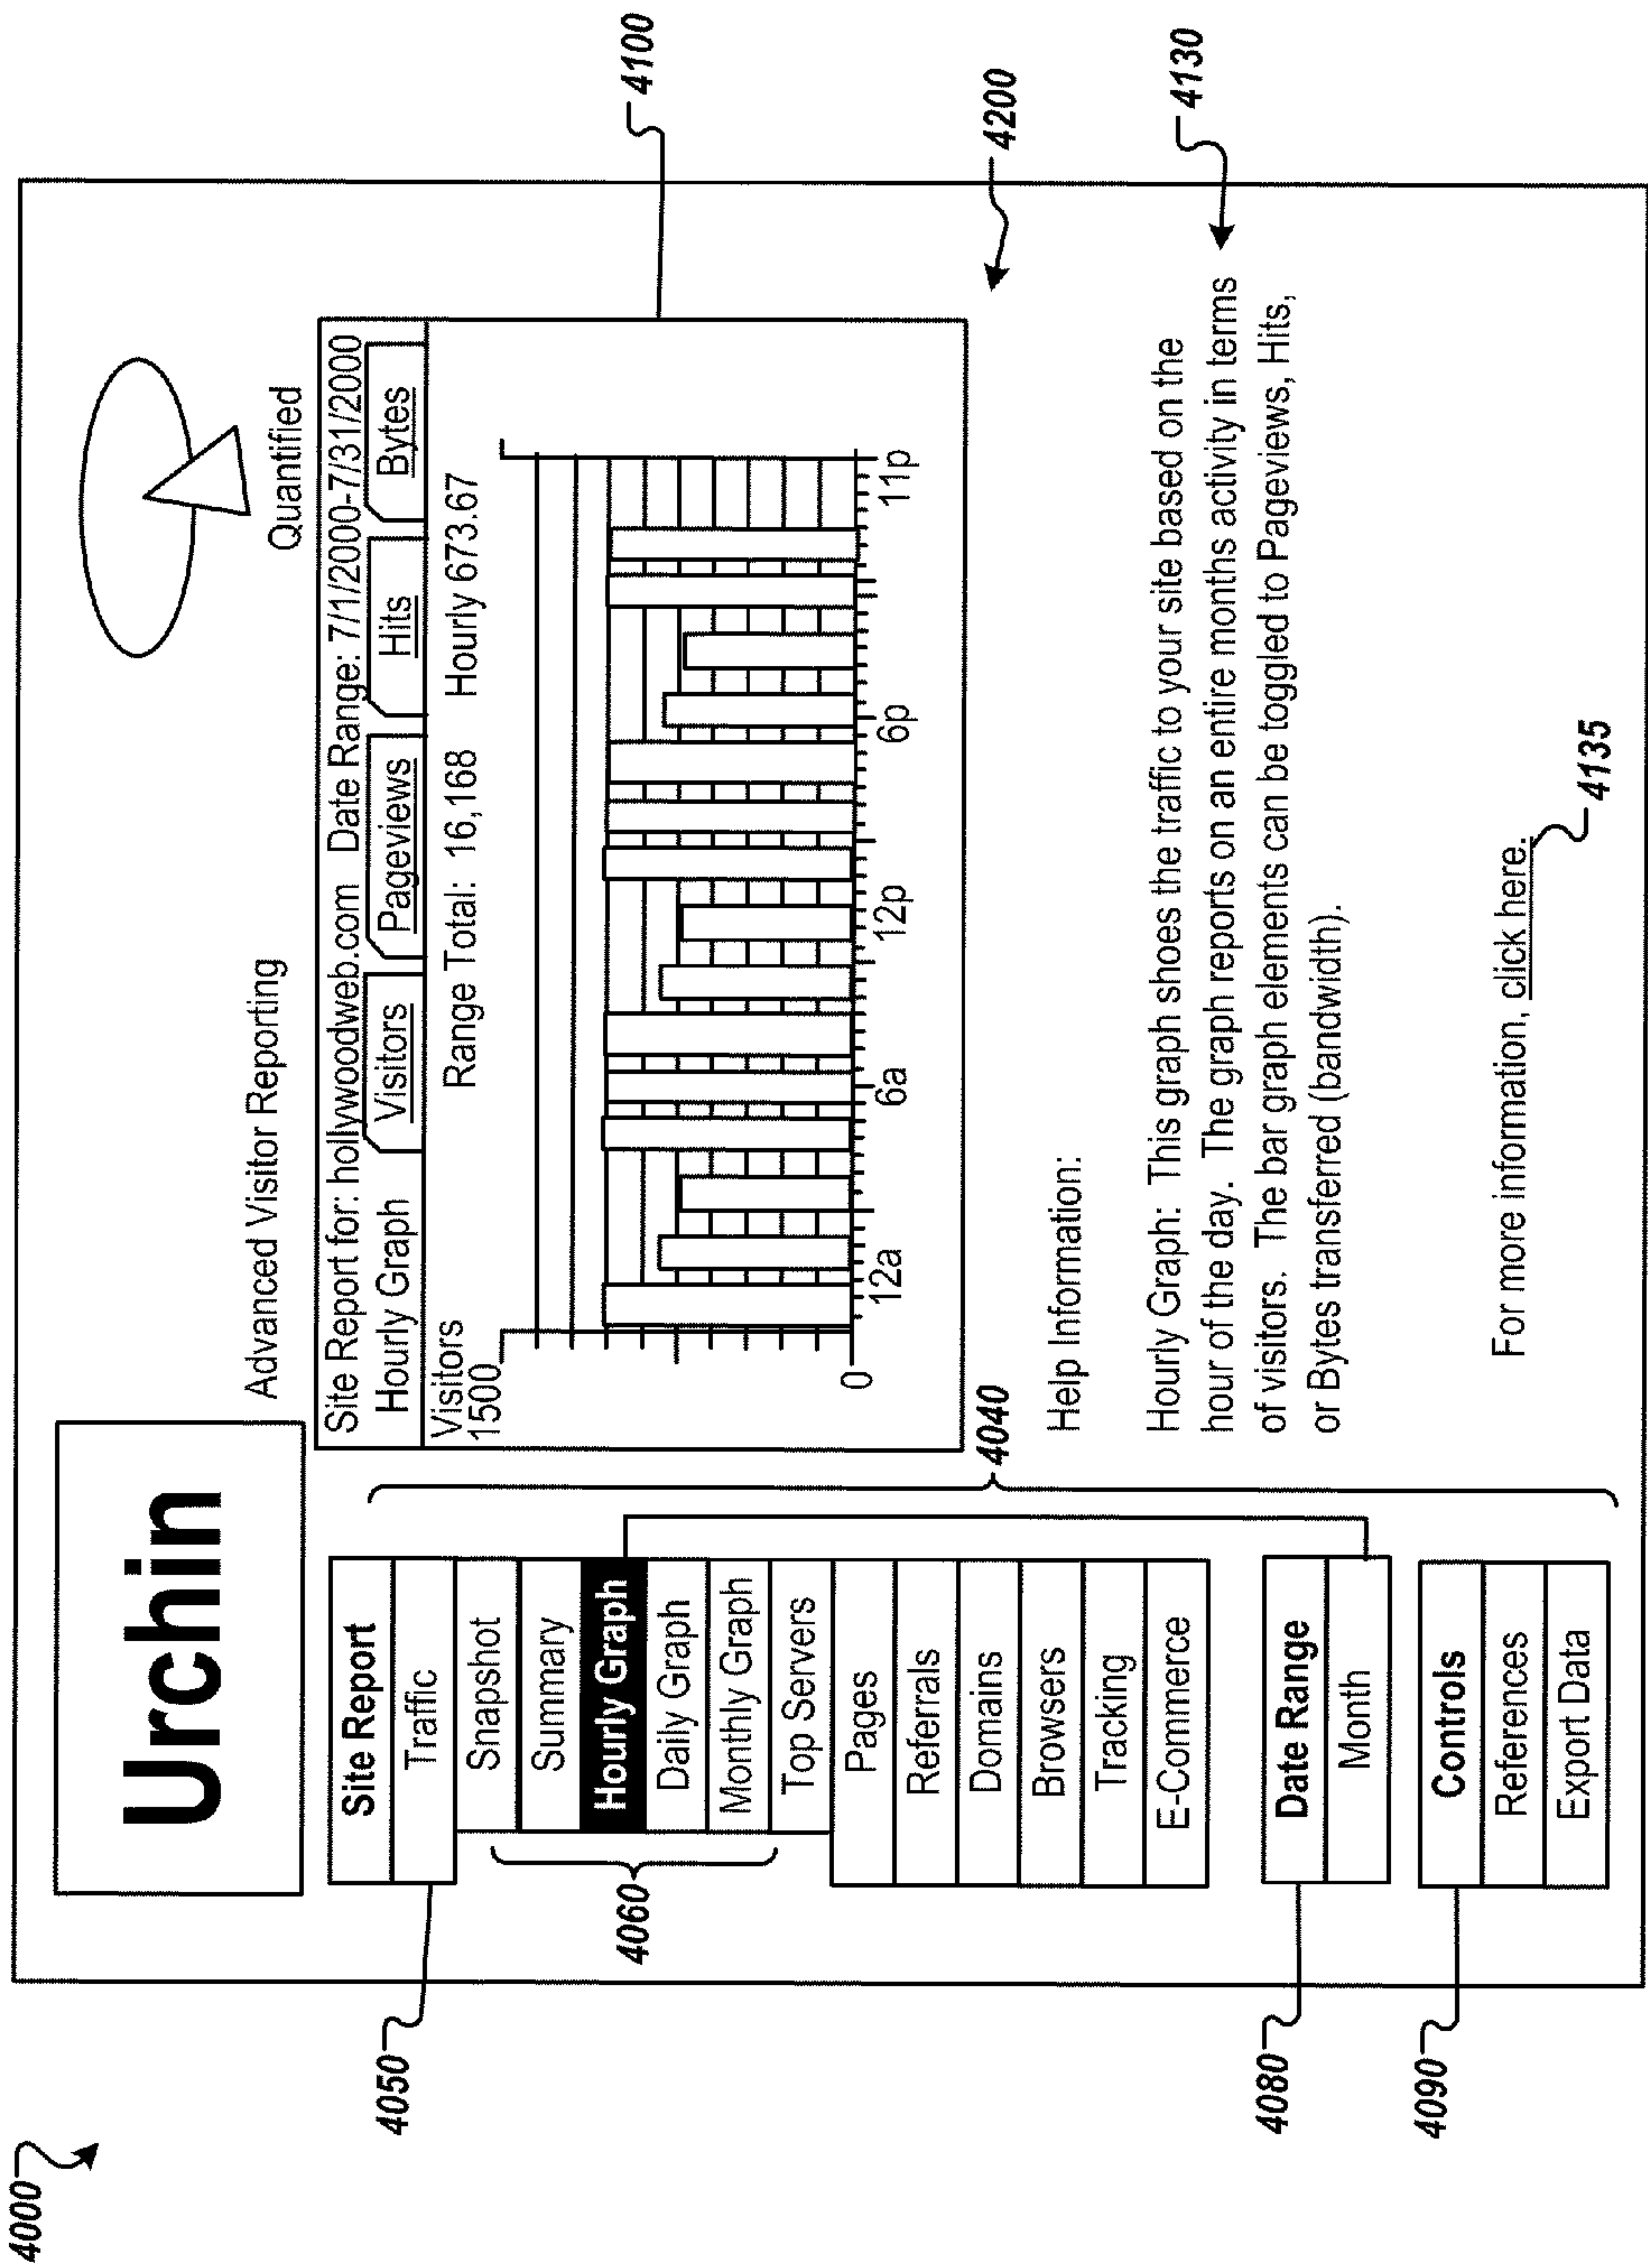 4000
Urchin
Quantified
Advanced Visitor Reporting
Site Report for: hollywoodweb.com Date Range: 7/1/2000-7/31/2000
Hourly Graph
Visitors
Pageviews
Hits
Bytes
Visitors
1500
Range Total: 16,168 Hourly 673.67
0
12a
6a
12p
6p
11p
4100
4200
Site Report
Traffic
Snapshot
Summary
Hourly Graph
Daily Graph
Monthly Graph
Top Servers
Pages
Referrals
Domains
Browsers
Tracking
E-Commerce
Date Range
Month
Controls
References
Export Data
4050
4060
4080
4090
4040
Help Information:
Hourly Graph: This graph shoes the traffic to your site based on the
hour of the day. The graph reports on an entire months activity in terms
of visitors. The bar graph elements can be toggled to Pageviews, Hits,
or Bytes transferred (bandwidth).
4130
For more information, click here.
4135